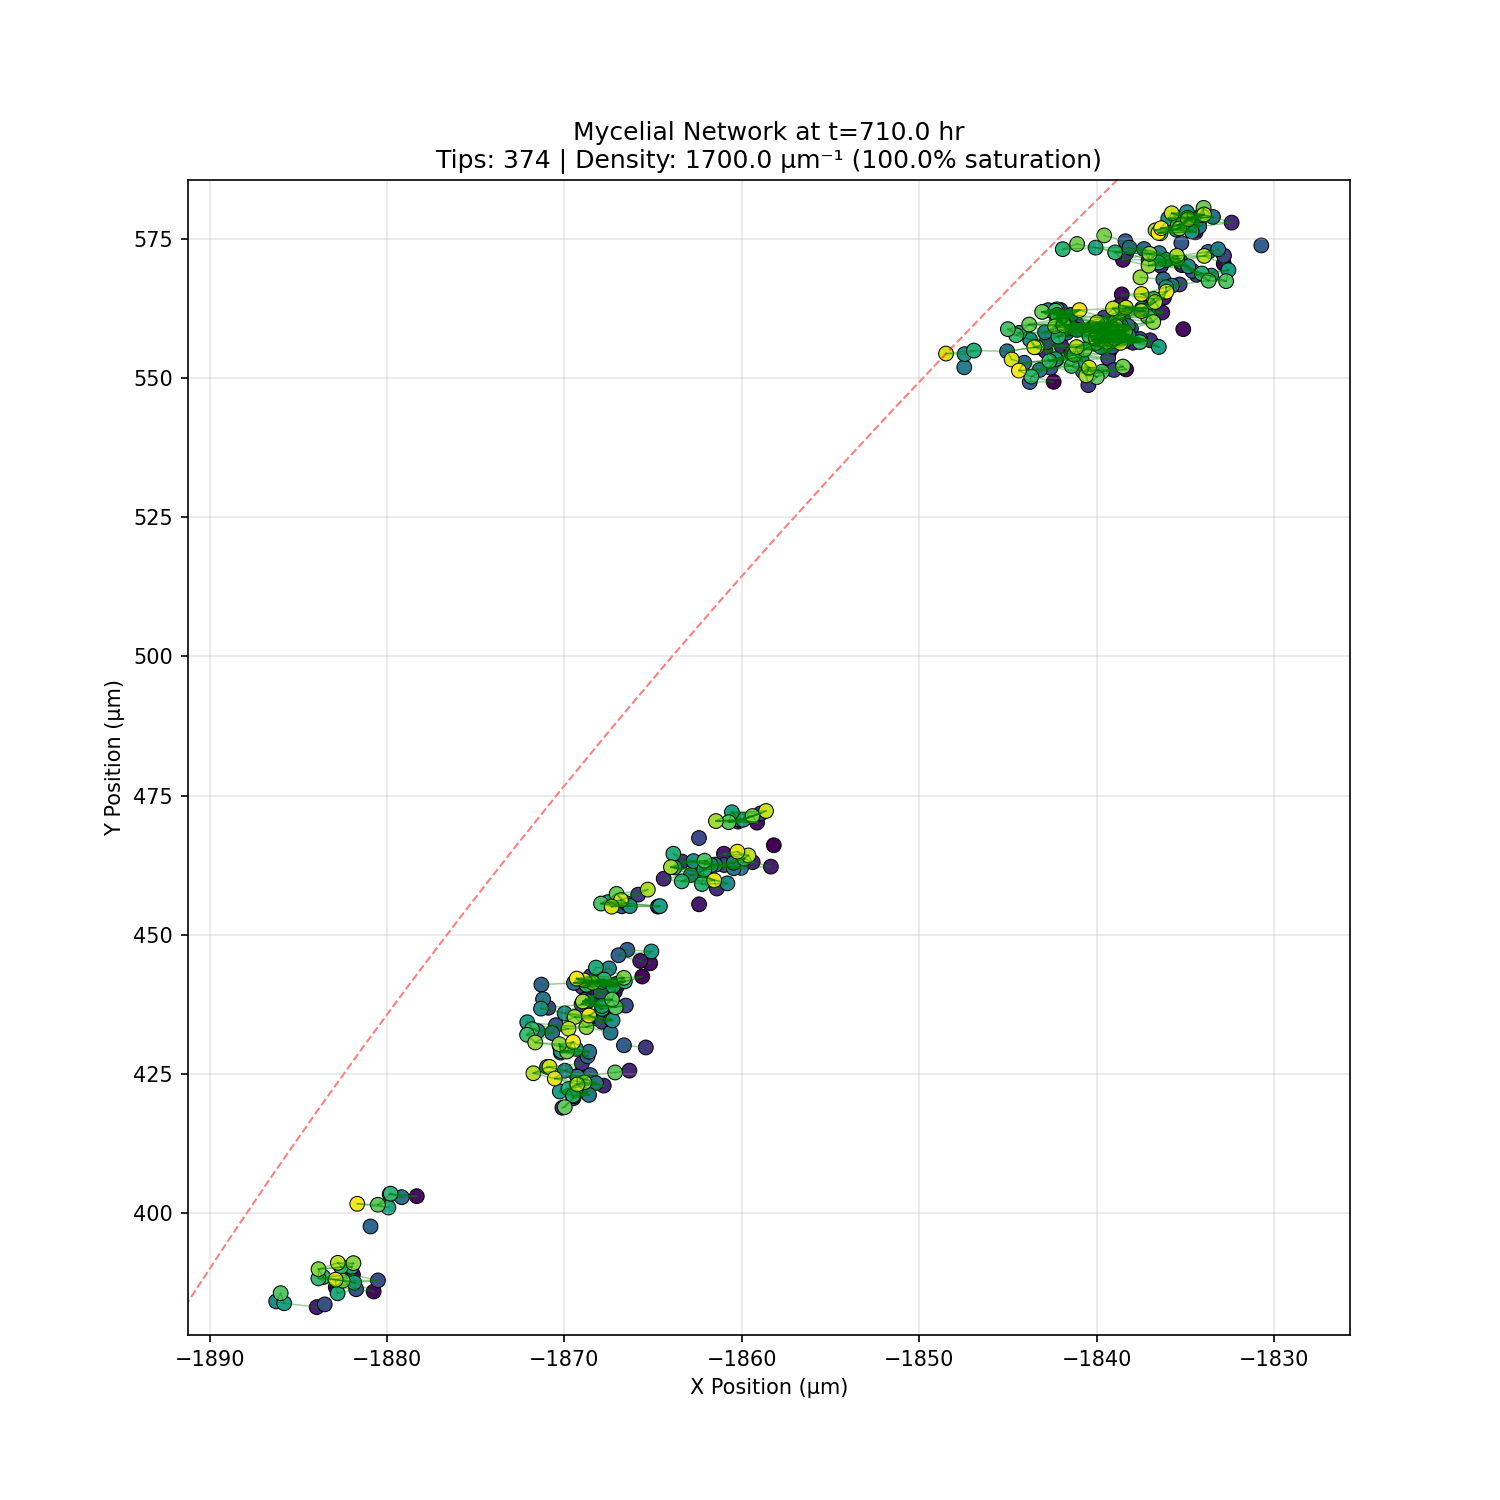 Mycelial Network at t=710.0 hr
Tips: 374 | Density: 1700.0 µm⁻¹ (100.0% saturation)
Y Position (µm)
575
550
525
500
475
450
425
400
−1890 −1880 −1870 −1860 −1850 −1840 −1830
X Position (µm)